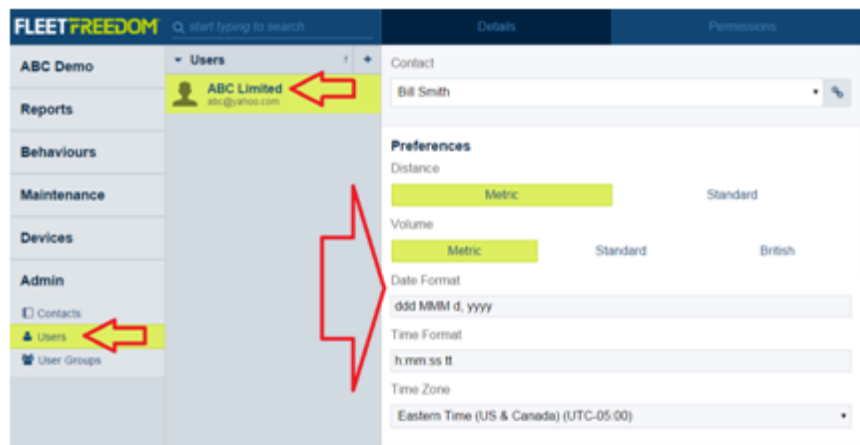 FLEETFREEDOM
start typing to search
Details
Permissions
ABC Demo
Reports
Behaviours
Maintenance
Devices
Admin
Contacts
Users
User Groups
Users
ABC Limited
abc@yahoo.com
Contact
Bill Smith
Preferences
Distance
Metric Standard
Volume
Metric Standard British
Date Format
ddd MMM d, yyyy
Time Format
h:mm:ss tt
Time Zone
Eastern Time (US & Canada) (UTC-05:00)